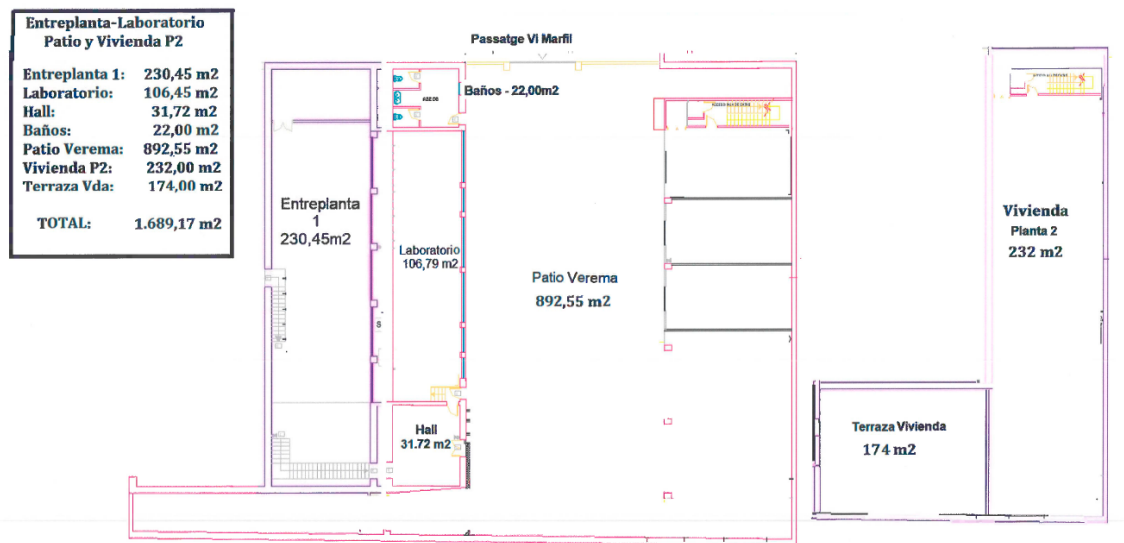 Entreplanta-Laboratorio
Patio y Vivienda P2
Entreplanta 1: 230,45 m2
Laboratorio: 106,45 m2
Hall: 31,72 m2
Baños: 22,00 m2
Patio Verema: 892,55 m2
Vivienda P2: 232,00 m2
Terraza Vda: 174,00 m2
TOTAL: 1.689,17 m2
Passatge Vi Marfil
Baños - 22,00m2
ASEOS
Entreplanta
1
230,45m2
Laboratorio
106,79 m2
S
Patio Verema
892,55 m2
Hall
31.72 m2
Vivienda
Planta 2
232 m2
Terraza Vivienda
174 m2